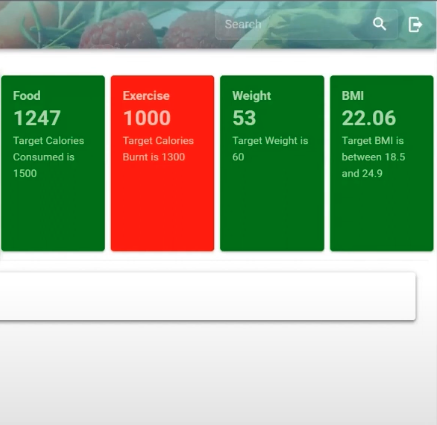 Search
Food
1247
Target Calories
Consumed is
1500
Exercise
1000
Target Calories
Burnt is 1300
Weight
53
Target Weight is
60
BMI
22.06
Target BMI is
between 18.5
and 24.9